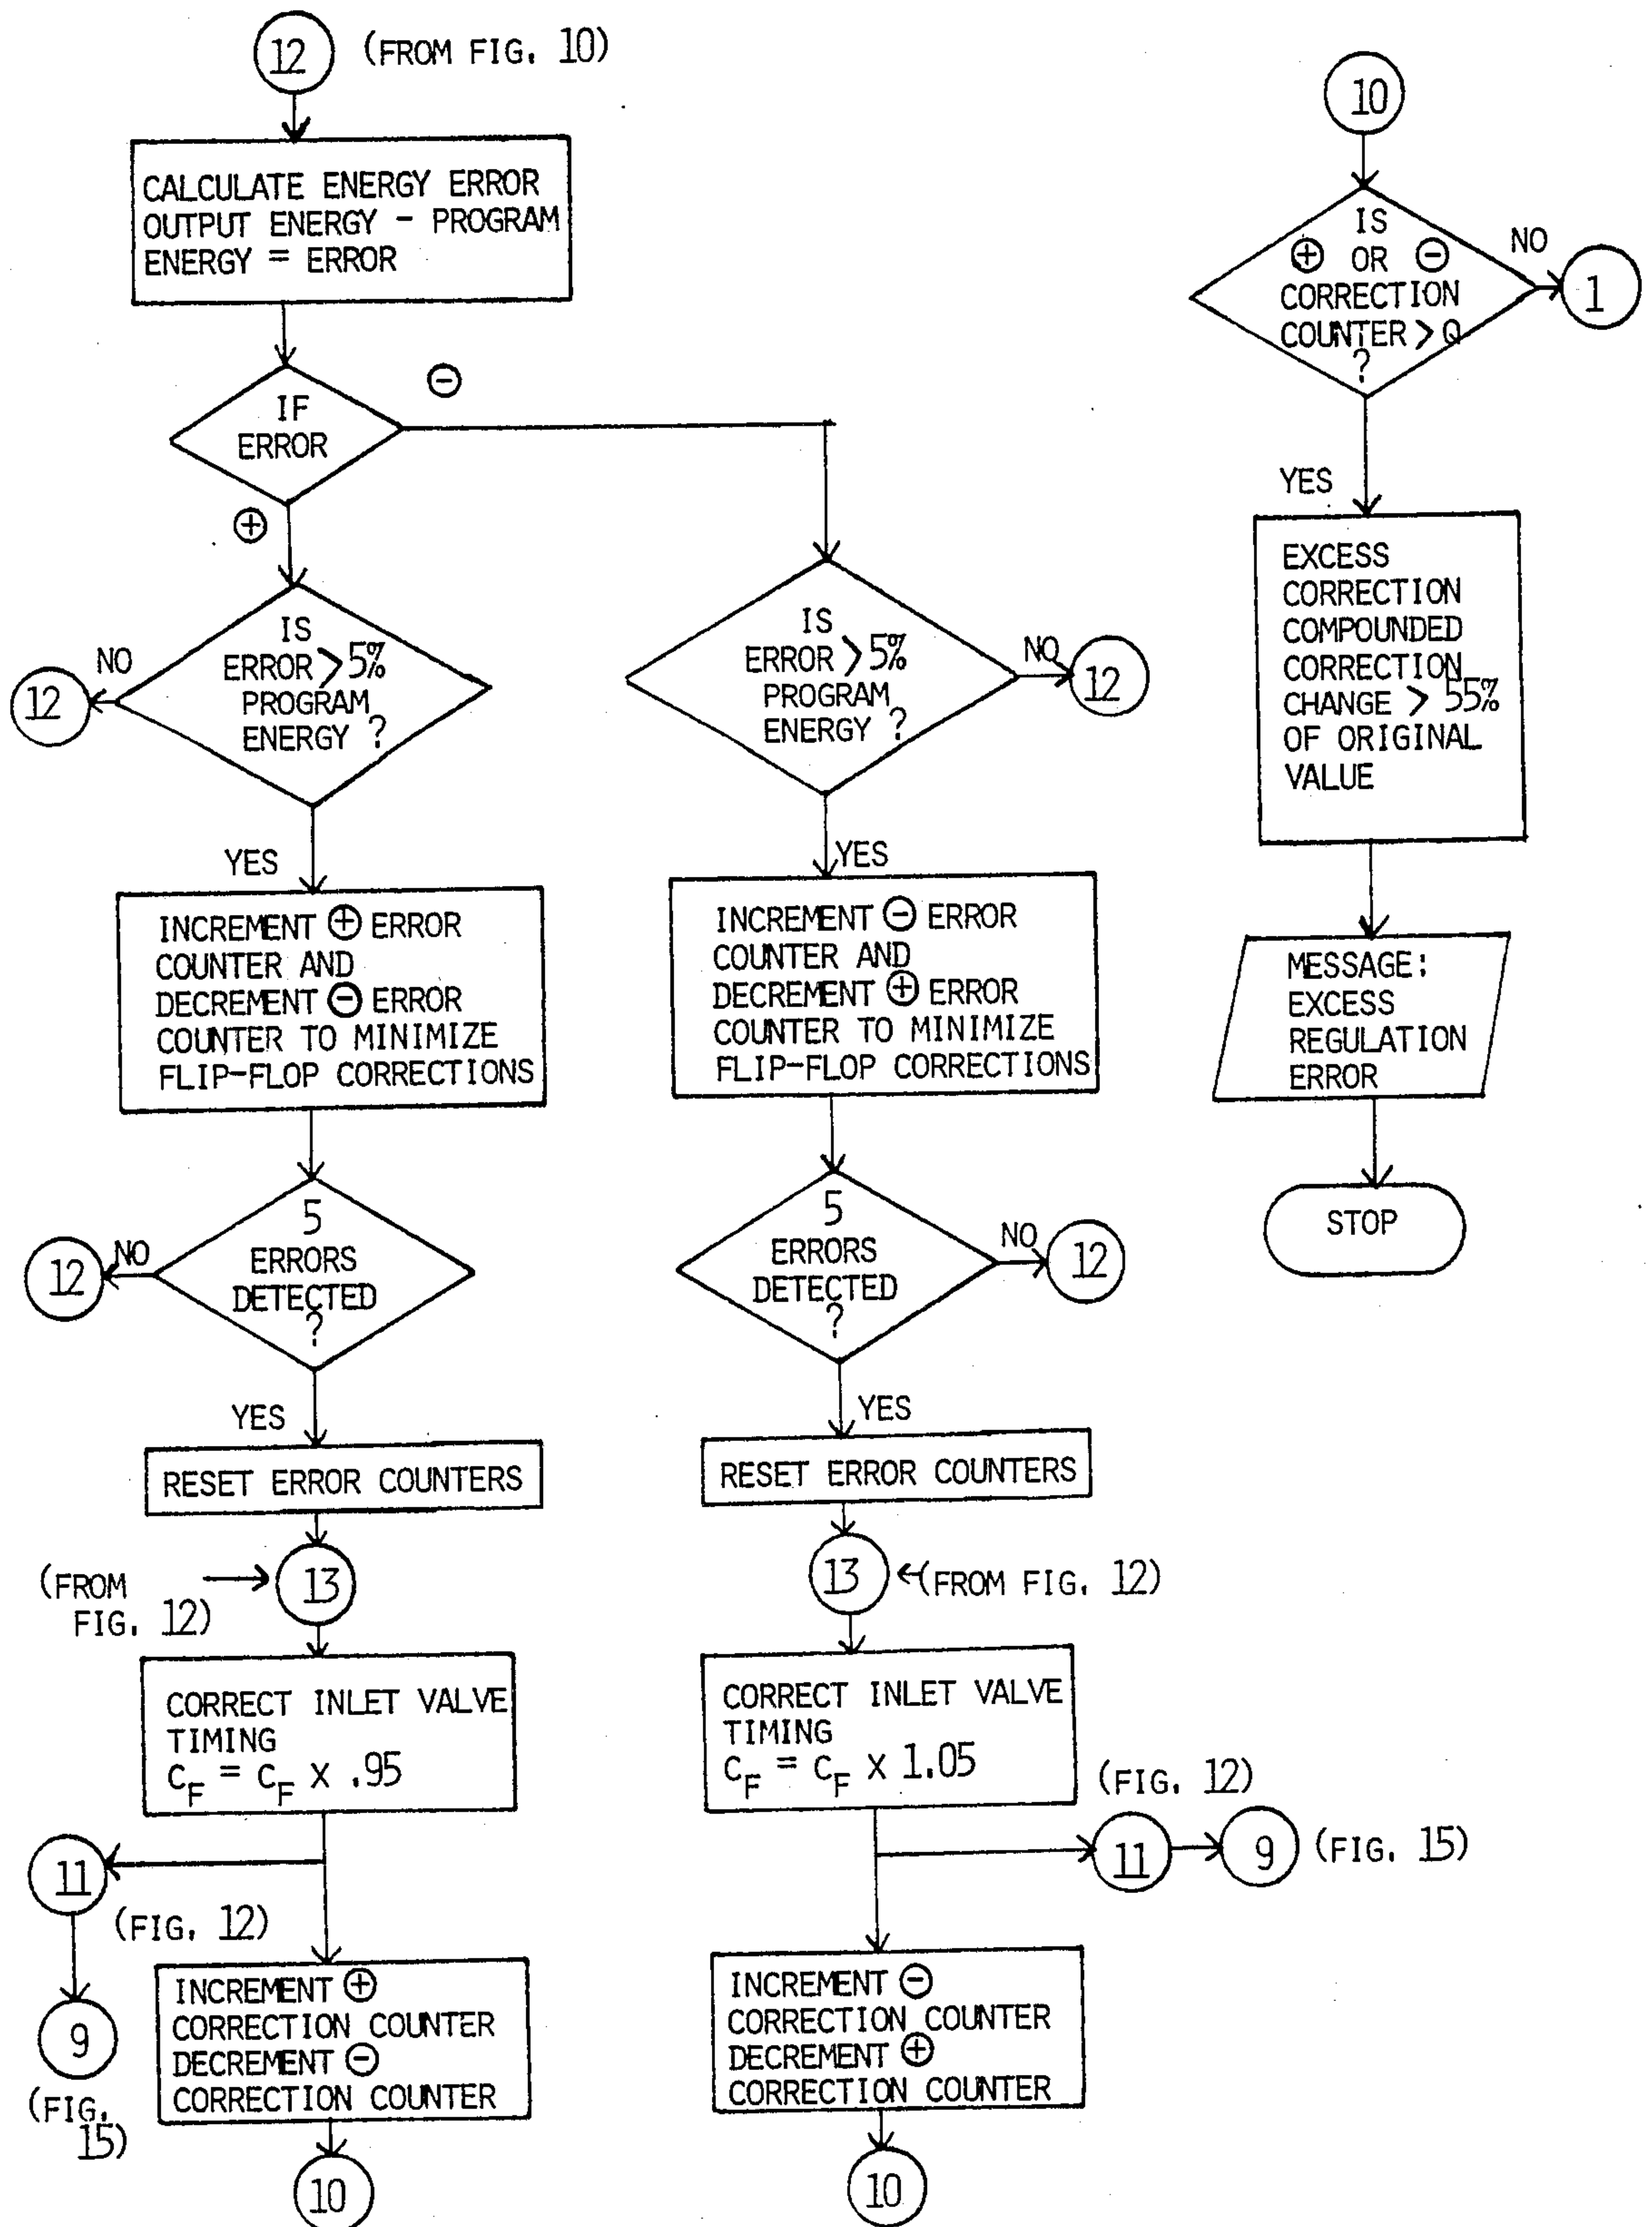 12 (FROM FIG. 10)
CALCULATE ENERGY ERROR
OUTPUT ENERGY - PROGRAM
ENERGY = ERROR
IF
ERROR
⊖
⊕
IS
ERROR > 5%
PROGRAM
ENERGY ?
NO
12
YES
INCREMENT ⊕ ERROR
COUNTER AND
DECREMENT ⊖ ERROR
COUNTER TO MINIMIZE
FLIP-FLOP CORRECTIONS
5
ERRORS
DETECTED
?
NO
12
YES
RESET ERROR COUNTERS
(FROM
FIG. 12)
13
CORRECT INLET VALVE
TIMING
C_F = C_F X .95
11
(FIG. 12)
9
(FIG.
15)
INCREMENT ⊕
CORRECTION COUNTER
DECREMENT ⊖
CORRECTION COUNTER
10
IS
ERROR > 5%
PROGRAM
ENERGY ?
NO
12
YES
INCREMENT ⊖ ERROR
COUNTER AND
DECREMENT ⊕ ERROR
COUNTER TO MINIMIZE
FLIP-FLOP CORRECTIONS
5
ERRORS
DETECTED
?
NO
12
YES
RESET ERROR COUNTERS
13 (FROM FIG. 12)
CORRECT INLET VALVE
TIMING
C_F = C_F X 1.05
(FIG. 12)
11
9 (FIG. 15)
INCREMENT ⊖
CORRECTION COUNTER
DECREMENT ⊕
CORRECTION COUNTER
10
10
IS
⊕ OR ⊖
CORRECTION
COUNTER > Q
?
NO
1
YES
EXCESS
CORRECTION
COMPOUNDED
CORRECTION
CHANGE > 55%
OF ORIGINAL
VALUE
MESSAGE:
EXCESS
REGULATION
ERROR
STOP